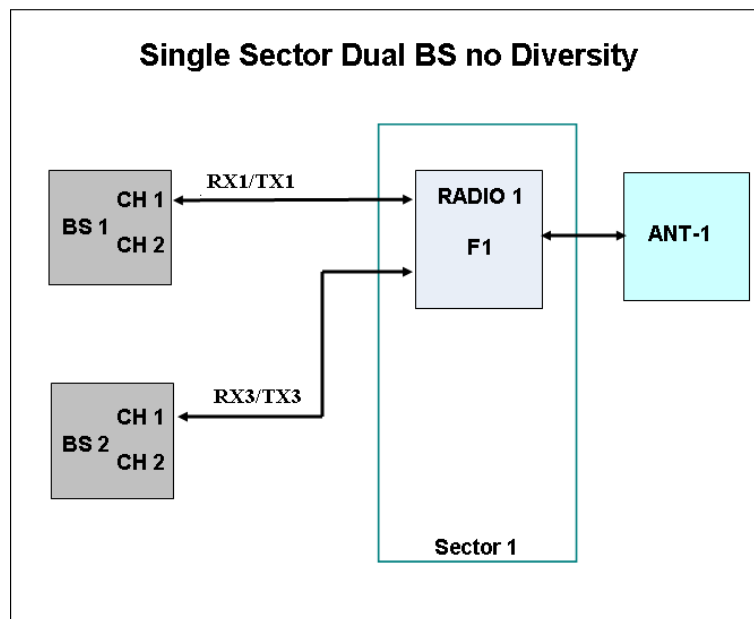 Single Sector Dual BS no Diversity
RX1/TX1
CH 1
BS 1
CH 2
RADIO 1
F1
ANT-1
RX3/TX3
CH 1
BS 2
CH 2
Sector 1